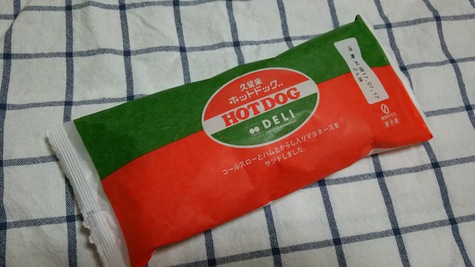 久留米
ホットドッグ
HOT DOG
DELI
コールスローとハムとからし入りマヨネーズを
サンドしました。